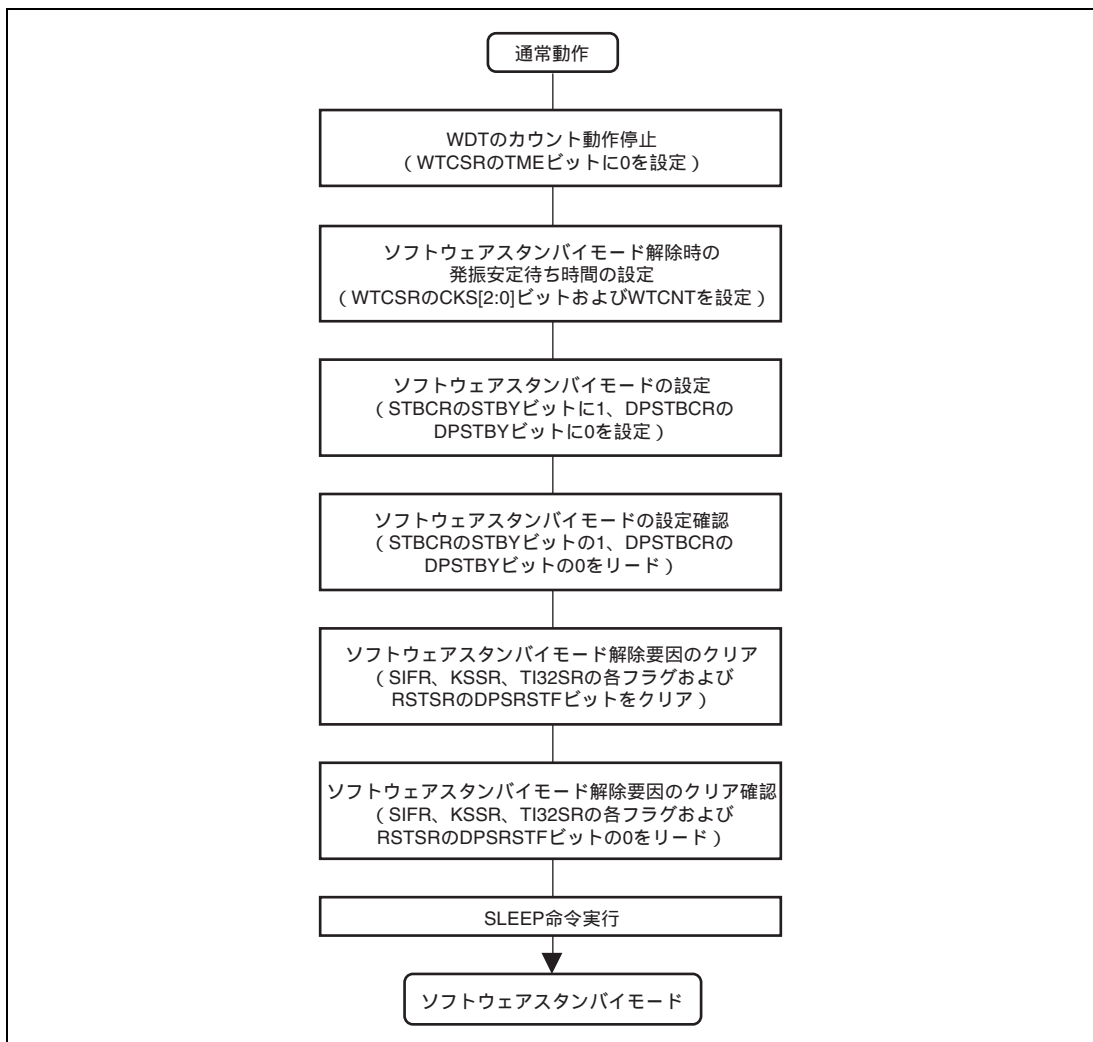 通常動作
WDTのカウント動作停止
（WTCSRのTMEビットに0を設定）
ソフトウェアスタンバイモード解除時の
発振安定待ち時間の設定
（WTCSRのCKS[2:0]ビットおよびWTCNTを設定）
ソフトウェアスタンバイモードの設定
（STBCRのSTBYビットに1、DPSTBCRの
DPSTBYビットに0を設定）
ソフトウェアスタンバイモードの設定確認
（STBCRのSTBYビットの1、DPSTBCRの
DPSTBYビットの0をリード）
ソフトウェアスタンバイモード解除要因のクリア
（SIFR、KSSR、TI32SRの各フラグおよび
RSTSRのDPSRSTFビットをクリア）
ソフトウェアスタンバイモード解除要因のクリア確認
（SIFR、KSSR、TI32SRの各フラグおよび
RSTSRのDPSRSTFビットの0をリード）
SLEEP命令実行
ソフトウェアスタンバイモード